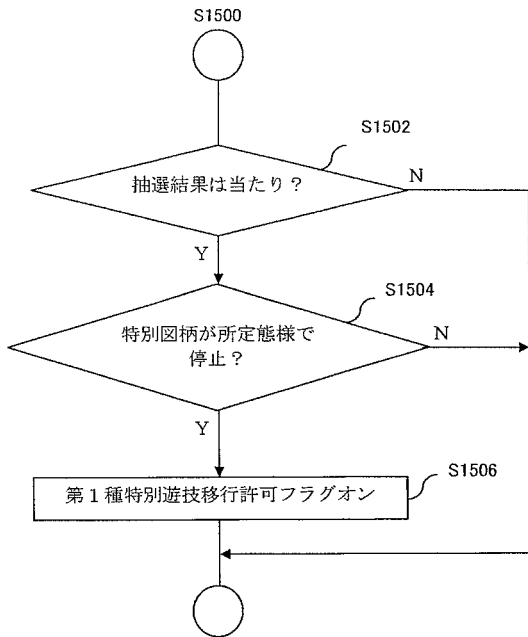 S1500
S1502
抽選結果は当たり？
N
Y
S1504
特別図柄が所定態様で
停止？
N
Y
S1506
第１種特別遊技移行許可フラグオン